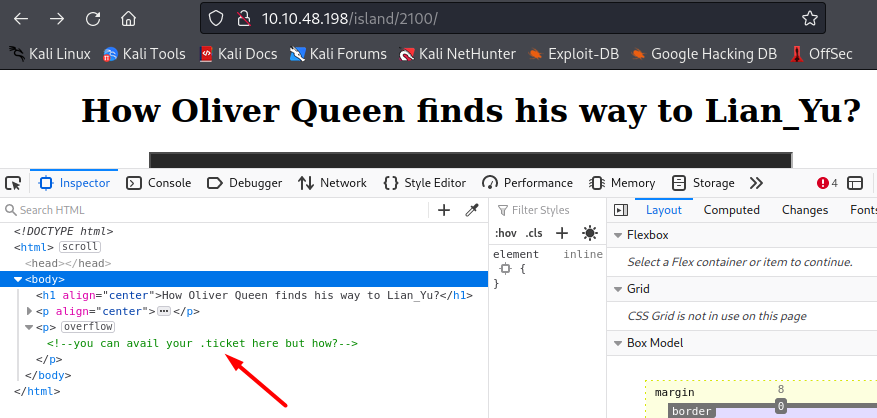 10.10.48.198/island/2100/
Kali Linux Kali Tools Kali Docs Kali Forums Kali NetHunter Exploit-DB Google Hacking DB OffSec
How Oliver Queen finds his way to Lian_Yu?
Inspector Console Debugger Network Style Editor Performance Memory Storage 4
Search HTML
Filter Styles
Layout Computed Changes Fonts
:hov .cls
<!DOCTYPE html>
<html> scroll
<head></head>
<body>
<h1 align="center">How Oliver Queen finds his way to Lian_Yu?</h1>
<p align="center"></p>
<p> overflow
<!--you can avail your .ticket here but how?-->
</p>
</body>
</html>
element inline
{
}
Flexbox
Select a Flex container or item to continue.
Grid
CSS Grid is not in use on this page
Box Model
margin 8
border 0